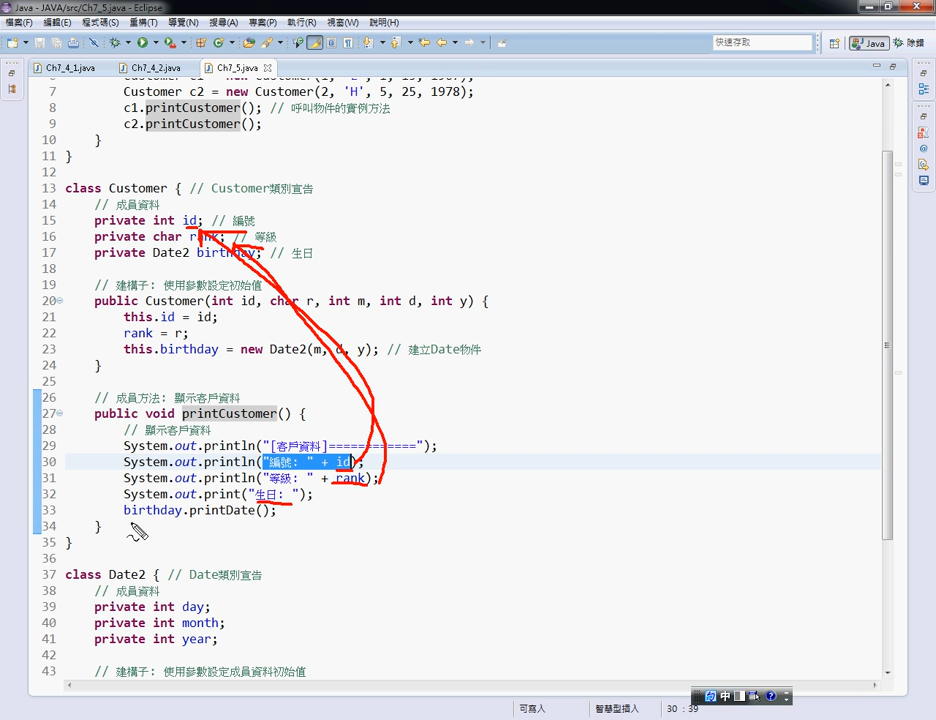 Java - JAVA/src/Ch7_5.java - Eclipse
檔案(F) 編輯(E) 程式碼(S) 重構(T) 導覽(N) 搜尋(A) 專案(P) 執行(R) 視窗(W) 說明(H)
快速存取 Java 除錯
Ch7_4_1.java Ch7_4_2.java Ch7_5.java
7 Customer c2 = new Customer(2, 'H', 5, 25, 1978);
8 c1.printCustomer(); // 呼叫物件的實例方法
9 c2.printCustomer();
10 }
11 }
12
13 class Customer { // Customer類別宣告
14 // 成員資料
15 private int id; // 編號
16 private char rank; // 等級
17 private Date2 birthday; // 生日
18
19 // 建構子: 使用參數設定初始值
20 public Customer(int id, char r, int m, int d, int y) {
21 this.id = id;
22 rank = r;
23 this.birthday = new Date2(m, d, y); // 建立Date物件
24 }
25
26 // 成員方法: 顯示客戶資料
27 public void printCustomer() {
28 // 顯示客戶資料
29 System.out.println("[客戶資料]============");
30 System.out.println("編號: " + id);
31 System.out.println("等級: " + rank);
32 System.out.print("生日: ");
33 birthday.printDate();
34 }
35 }
36
37 class Date2 { // Date類別宣告
38 // 成員資料
39 private int day;
40 private int month;
41 private int year;
42
43 // 建構子: 使用參數設定成員資料初始值
中
可寫入 智慧型插入 30 : 39